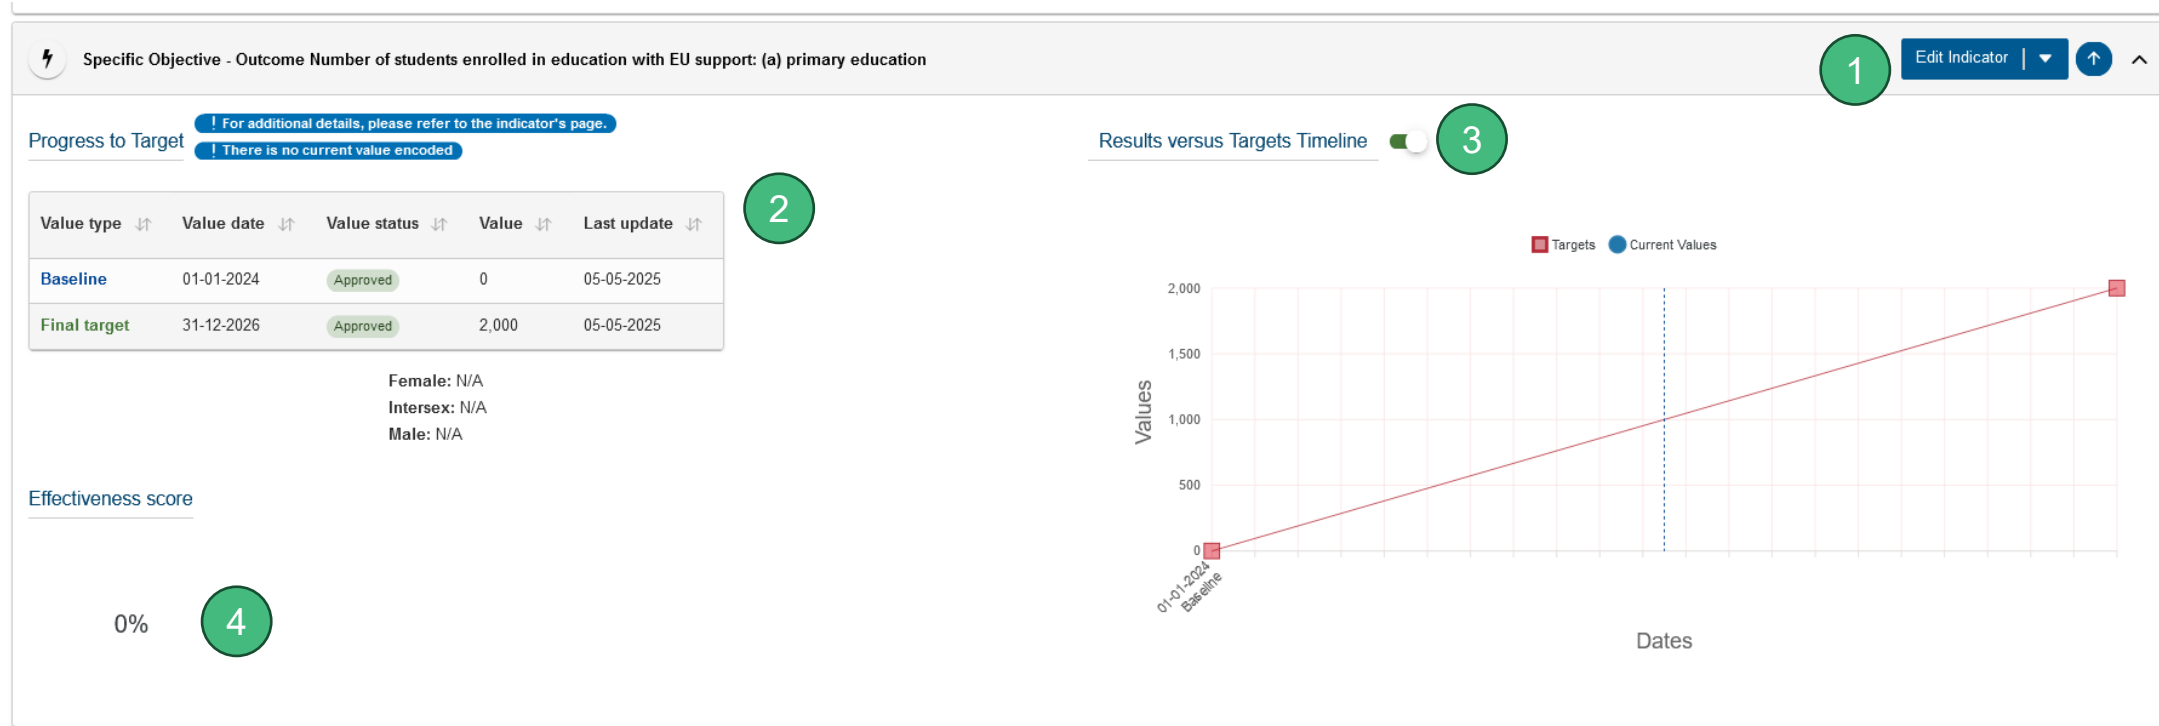 Specific Objective - Outcome Number of students enrolled in education with EU support: (a) primary education
1
Edit Indicator
Progress to Target
! For additional details, please refer to the indicator's page.
! There is no current value encoded
Results versus Targets Timeline
3
2
Value type Value date Value status Value Last update
Baseline 01-01-2024 Approved 0 05-05-2025
Final target 31-12-2026 Approved 2,000 05-05-2025
Female: N/A
Intersex: N/A
Male: N/A
Effectiveness score
0%
4
Targets Current Values
2,000
1,500
1,000
500
0
Values
01-01-2024
Baseline
Dates